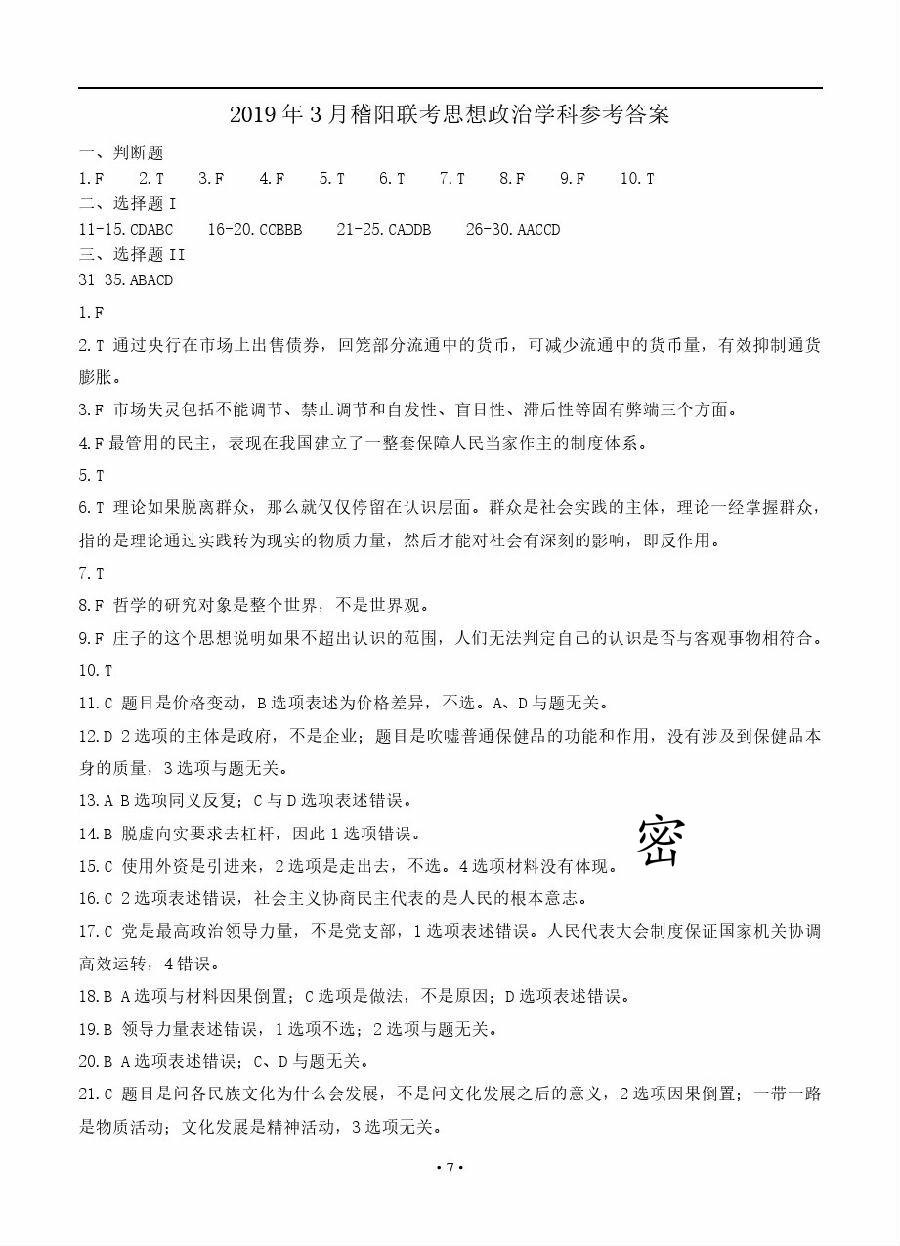 2019 年 3 月稽阳联考思想政治学科参考答案
一、判断题
1.F 2.T 3.F 4.F 5.T 6.T 7.T 8.F 9.F 10.T
二、选择题 I
11-15.CDABC 16-20.CCBBB 21-25.CADDB 26-30.AACCD
三、选择题 II
31 35.ABACD
1.F
2.T 通过央行在市场上出售债券，回笼部分流通中的货币，可减少流通中的货币量，有效抑制通货
膨胀。
3.F 市场失灵包括不能调节、禁止调节和自发性、盲目性、滞后性等固有弊端三个方面。
4.F 最管用的民主，表现在我国建立了一整套保障人民当家作主的制度体系。
5.T
6.T 理论如果脱离群众，那么就仅仅停留在认识层面。群众是社会实践的主体，理论一经掌握群众，
指的是理论通过实践转为现实的物质力量，然后才能对社会有深刻的影响，即反作用。
7.T
8.F 哲学的研究对象是整个世界，不是世界观。
9.F 庄子的这个思想说明如果不超出认识的范围，人们无法判定自己的认识是否与客观事物相符合。
10.T
11.C 题目是价格变动，B 选项表述为价格差异，不选。A、D 与题无关。
12.D 2 选项的主体是政府，不是企业；题目是吹嘘普通保健品的功能和作用，没有涉及到保健品本
身的质量，3 选项与题无关。
13.A B 选项同义反复；C 与 D 选项表述错误。
14.B 脱虚向实要求去杠杆，因此 1 选项错误。
密
15.C 使用外资是引进来，2 选项是走出去，不选。4 选项材料没有体现。
16.C 2 选项表述错误，社会主义协商民主代表的是人民的根本意志。
17.C 党是最高政治领导力量，不是党支部，1 选项表述错误。人民代表大会制度保证国家机关协调
高效运转，4 错误。
18.B A 选项与材料因果倒置；C 选项是做法，不是原因；D 选项表述错误。
19.B 领导力量表述错误，1 选项不选；2 选项与题无关。
20.B A 选项表述错误；C、D 与题无关。
21.C 题目是问各民族文化为什么会发展，不是问文化发展之后的意义，2 选项因果倒置；一带一路
是物质活动；文化发展是精神活动，3 选项无关。
• 7 •